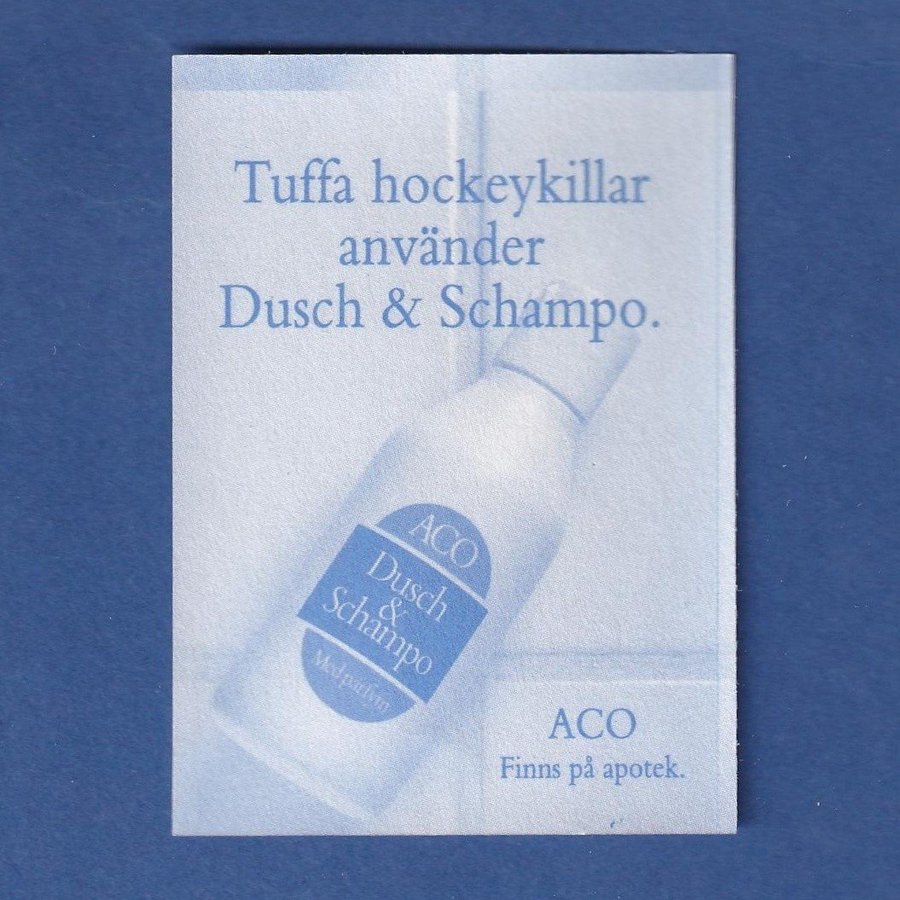 Tuffa hockeykillar
använder
Dusch & Schampo.
ACO
Dusch
&
Schampo
Med parfym
ACO
Finns på apotek.